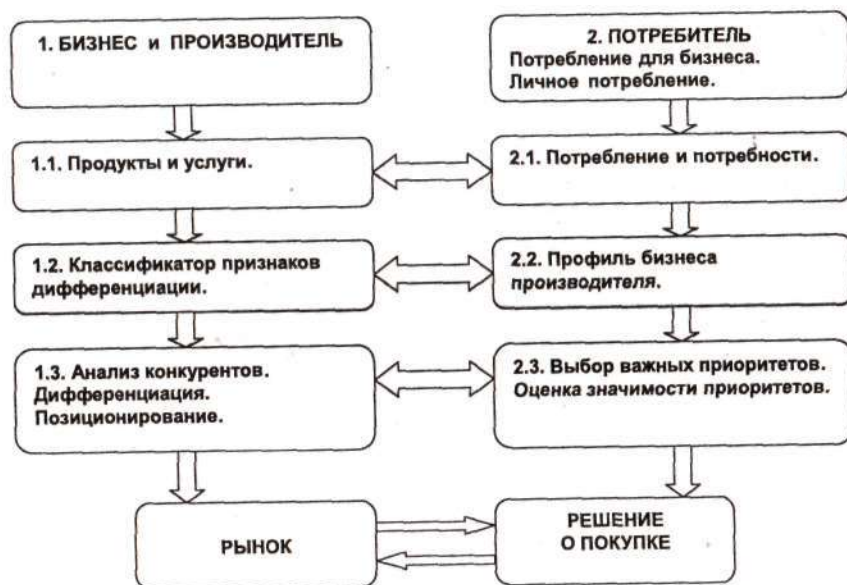 1. БИЗНЕС и ПРОИЗВОДИТЕЛЬ
2. ПОТРЕБИТЕЛЬ
Потребление для бизнеса.
Личное потребление.
1.1. Продукты и услуги.
2.1. Потребление и потребности.
1.2. Классификатор признаков
дифференциации.
2.2. Профиль бизнеса
производителя.
1.3. Анализ конкурентов.
Дифференциация.
Позиционирование.
2.3. Выбор важных приоритетов.
Оценка значимости приоритетов.
РЫНОК
РЕШЕНИЕ
О ПОКУПКЕ